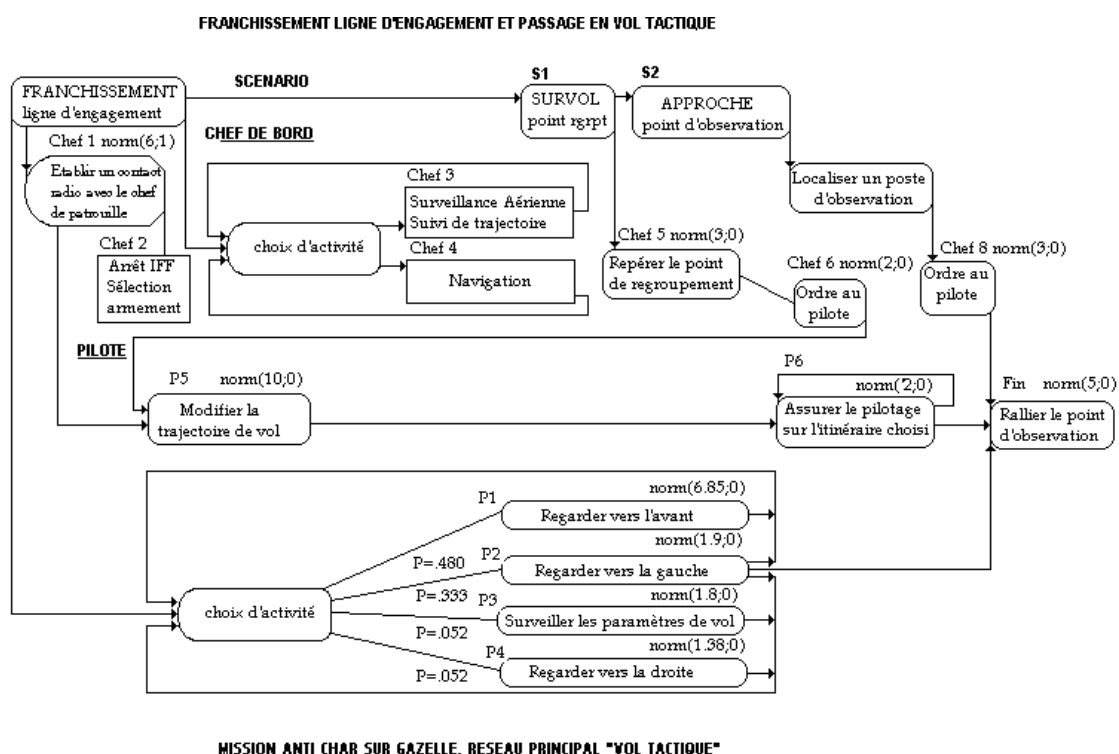 FRANCHISSEMENT LIGNE D'ENGAGEMENT ET PASSAGE EN VOL TACTIQUE
S1
S2
SCENARIO
FRANCHISSEMENT
ligne d'engagement
SURVOL
point rgrpt
APPROCHE
point d'observation
Chef 1 norm(6;1)
CHEF DE BORD
Etablir un contact
radio avec le chef
de patrouille
Chef 3
Surveillance Aérienne
Suivi de trajectoire
Localiser un poste
d'observation
choix d'activité
Chef 2
Arrêt IFF
Sélection
armement
Chef 4
Navigation
Chef 5 norm(3;0)
Repérer le point
de regroupement
Chef 6 norm(2;0)
Ordre au
pilote
Chef 8 norm(3;0)
Ordre au
pilote
PILOTE
P5 norm(10;0)
Modifier la
trajectoire de vol
P6
norm(2;0)
Assurer le pilotage
sur l'itinéraire choisi
Fin norm(5;0)
Rallier le point
d'observation
P1
norm(6.85;0)
Regarder vers l'avant
P=.480
P2
norm(1.9;0)
Regarder vers la gauche
P=.333
P3
norm(1.8;0)
choix d'activité
Surveiller les paramètres de vol
P=.052
P4
norm(1.38;0)
Regarder vers la droite
P=.052
MISSION ANTI CHAR SUR GAZELLE. RESEAU PRINCIPAL "VOL TACTIQUE"